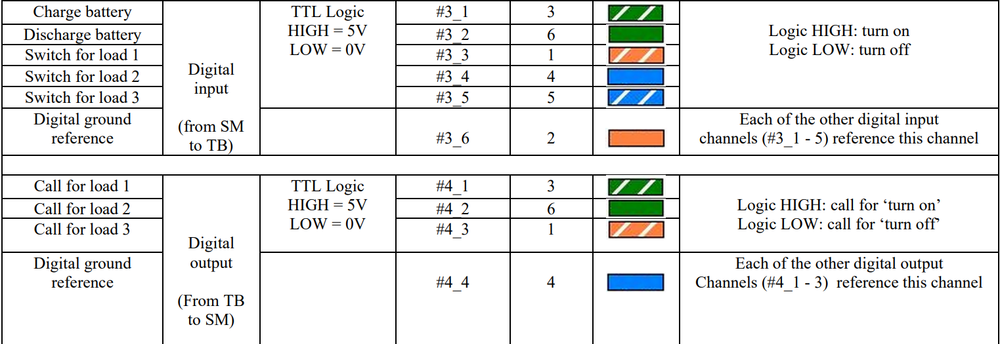 Charge battery
Digital
input
(from SM
to TB)
TTL Logic
HIGH = 5V
LOW = 0V
#3_1
3
Logic HIGH: turn on
Logic LOW: turn off
Discharge battery
#3_2
6
Switch for load 1
#3_3
1
Switch for load 2
#3_4
4
Switch for load 3
#3_5
5
Digital ground
reference
#3_6
2
Each of the other digital input
channels (#3_1 - 5) reference this channel
Call for load 1
Digital
output
(From TB
to SM)
TTL Logic
HIGH = 5V
LOW = 0V
#4_1
3
Logic HIGH: call for ‘turn on’
Logic LOW: call for ‘turn off’
Call for load 2
#4_2
6
Call for load 3
#4_3
1
Digital ground
reference
#4_4
4
Each of the other digital output
Channels (#4_1 - 3) reference this channel